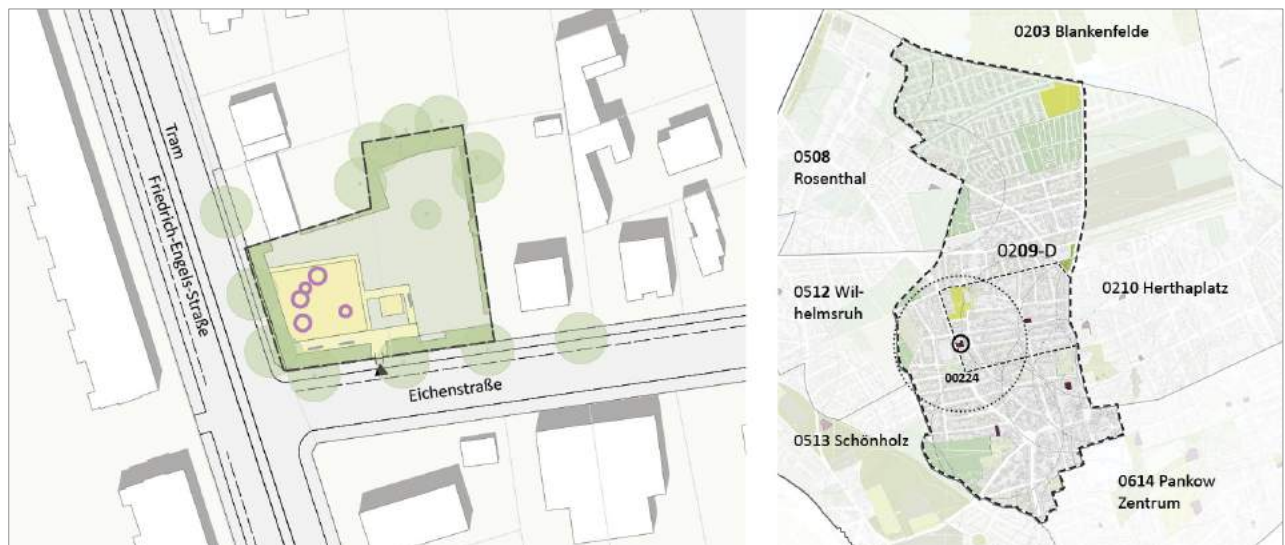 Tram
Friedrich-Engels-Straße
Eichenstraße
0203 Blankenfelde
0508
Rosenthal
0209-D
0512 Wil-
helmsruh
0210 Herthaplatz
00224
0513 Schönholz
0614 Pankow
Zentrum